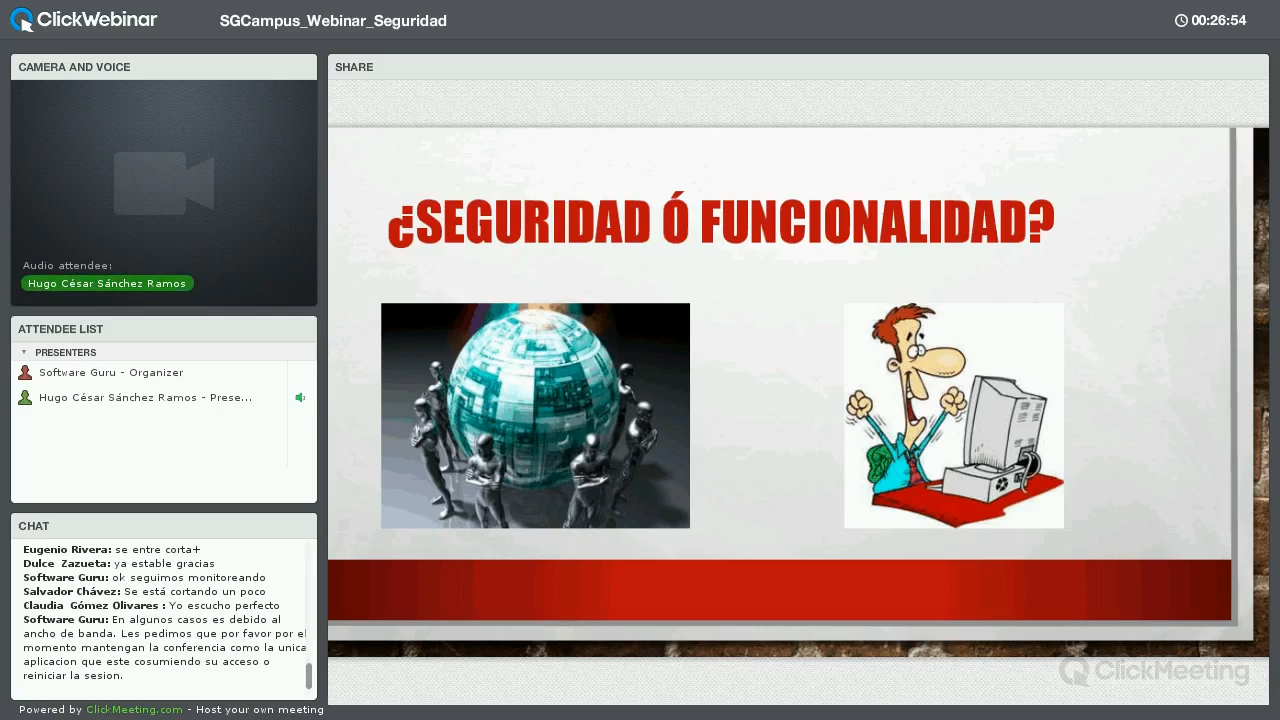 ClickWebinar
SGCampus_Webinar_Seguridad
00:26:54
CAMERA AND VOICE
Audio attendee:
Hugo César Sánchez Ramos
ATTENDEE LIST
PRESENTERS
Software Guru - Organizer
Hugo César Sánchez Ramos - Prese...
CHAT
Eugenio Rivera: se entre corta+
Dulce Zazueta: ya estable gracias
Software Guru: ok seguimos monitoreando
Salvador Chávez: Se está cortando un poco
Claudia Gómez Olivares : Yo escucho perfecto
Software Guru: En algunos casos es debido al
ancho de banda. Les pedimos que por favor por el
momento mantengan la conferencia como la unica
aplicacion que este cosumiendo su acceso o
reiniciar la sesion.
Powered by ClickMeeting.com - Host your own meeting
SHARE
¿SEGURIDAD Ó FUNCIONALIDAD?
ClickMeeting